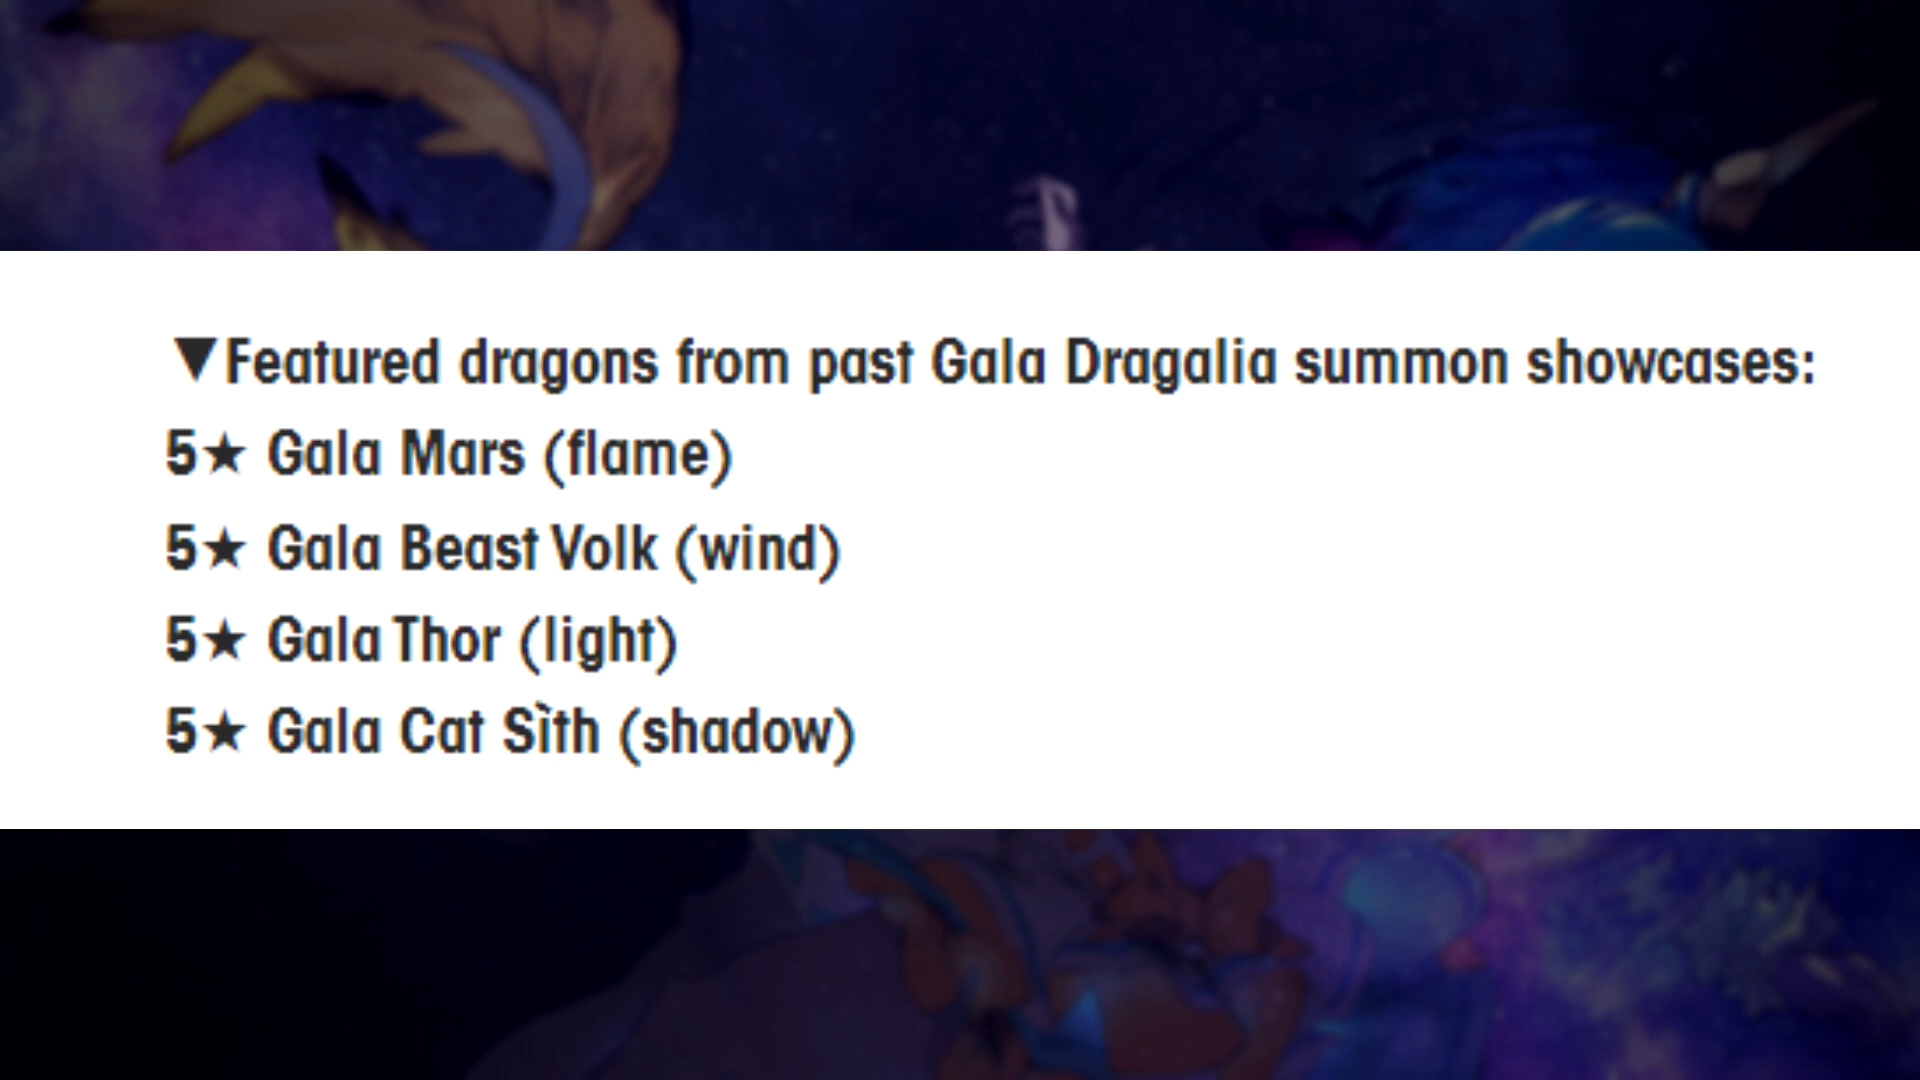 ▼Featured dragons from past Gala Dragalia summon showcases:
5★ Gala Mars (flame)
5★ Gala Beast Volk (wind)
5★ Gala Thor (light)
5★ Gala Cat Sìth (shadow)